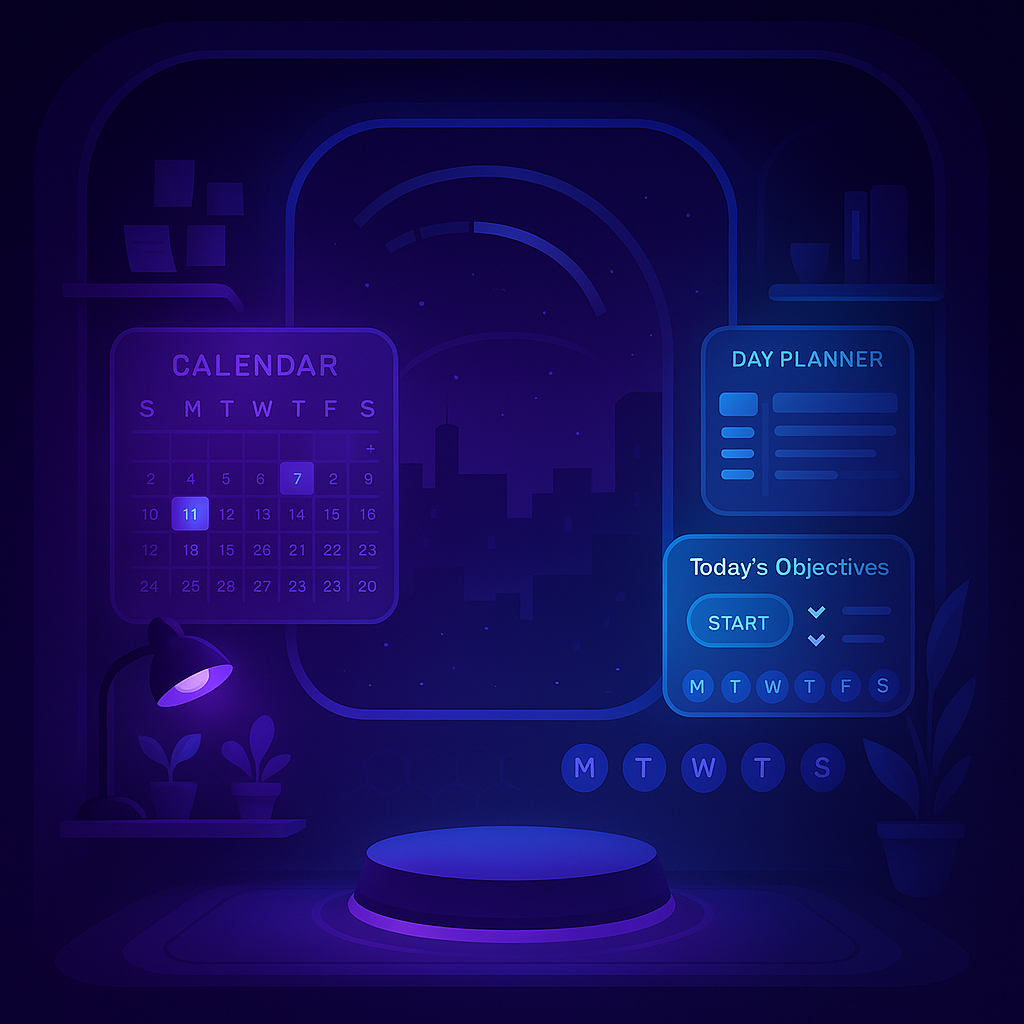 CALENDAR
S M T W T F S
+
2 4 5 6 7 2 9
10 11 12 13 14 15 16
12 18 15 26 21 22 23
24 25 28 27 23 23 20
DAY PLANNER
Today's Objectives
START
M T W T F S
M T W T S